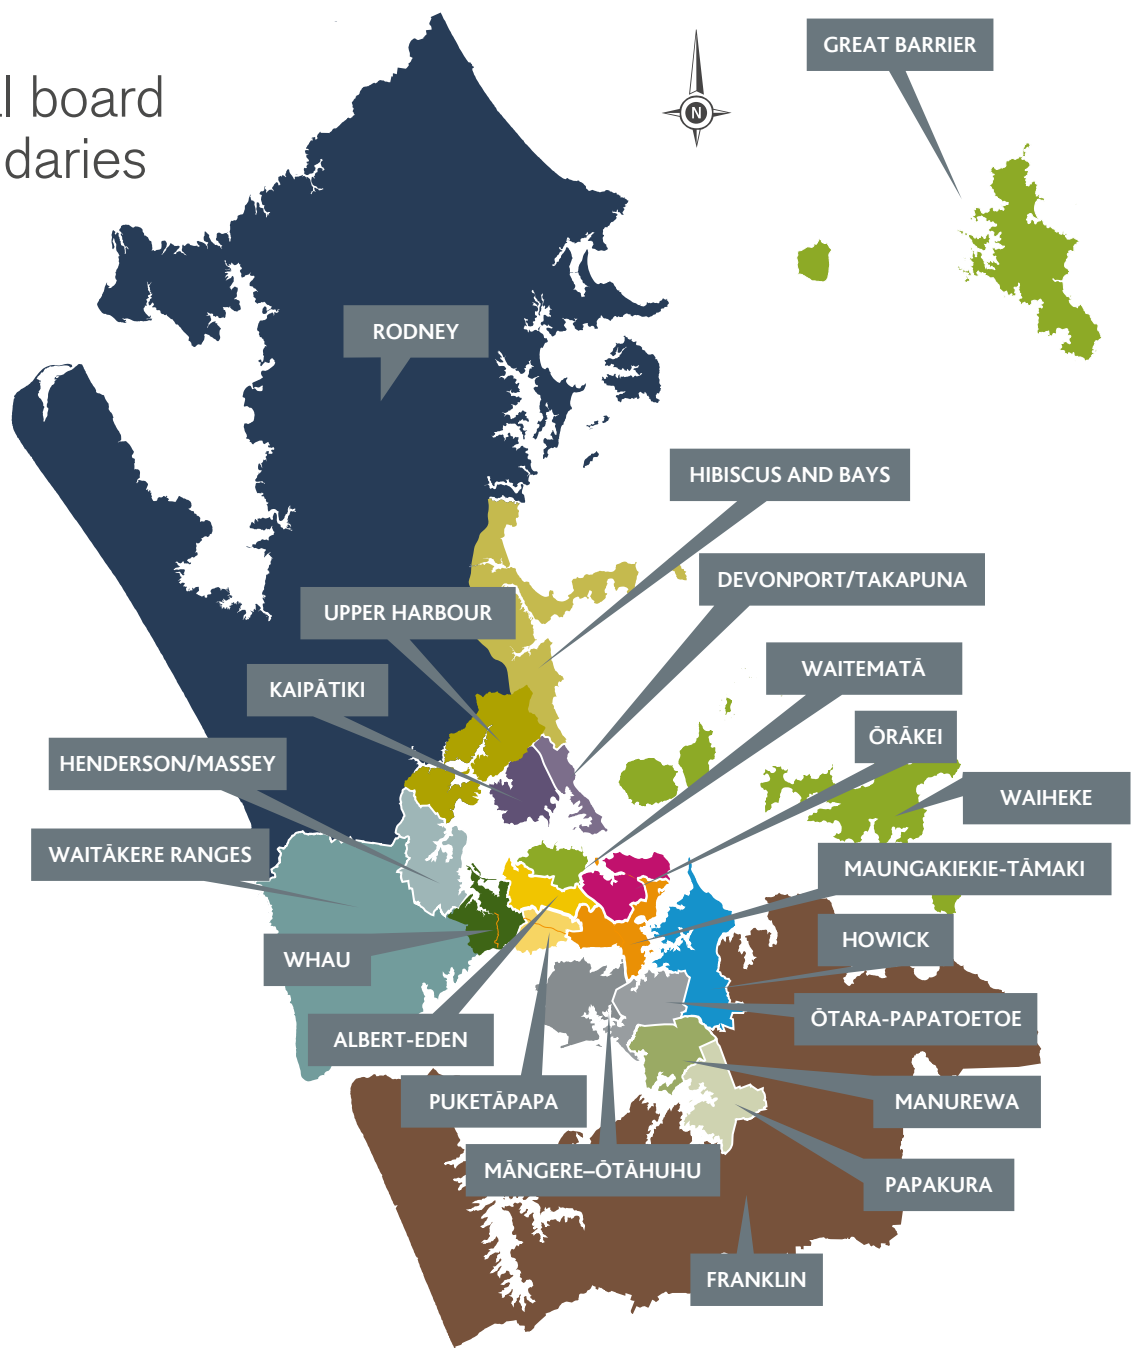 GREAT BARRIER
l board
daries
N
RODNEY
HIBISCUS AND BAYS
DEVONPORT/TAKAPUNA
UPPER HARBOUR
WAITEMATĀ
KAIPĀTIKI
ŌRĀKEI
HENDERSON/MASSEY
WAIHEKE
WAITĀKERE RANGES
MAUNGAKIEKIE-TĀMAKI
HOWICK
WHAU
ŌTARA-PAPATOETOE
ALBERT-EDEN
PUKETĀPAPA
MANUREWA
MĀNGERE–ŌTĀHUHU
PAPAKURA
FRANKLIN